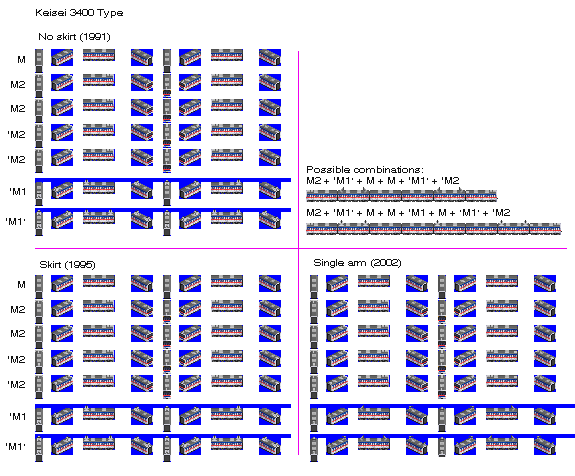 Keisei 3400 Type
No skirt (1991)
M
M2
M2
'M2
'M2
'M1
'M1'
Possible combinations:
M2 + 'M1' + M + M + 'M1' + 'M2
M2 + 'M1' + M + M + 'M1 + M + 'M1' + 'M2
Skirt (1995)
M
M2
M2
'M2
'M2
'M1
'M1'
Single arm (2002)